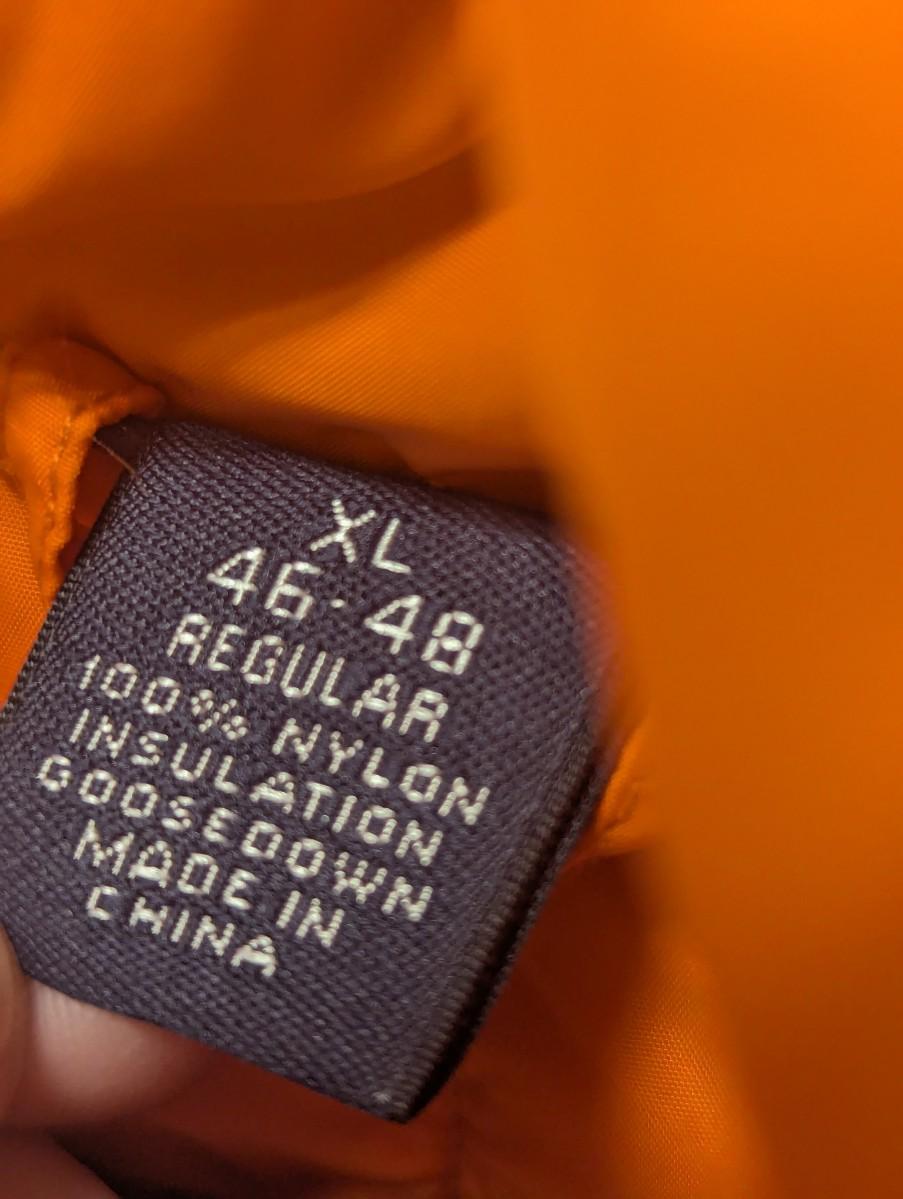 XL
46-48
REGULAR
100% NYLON
INSULATION
GOOSEDOWN
MADE IN
CHINA